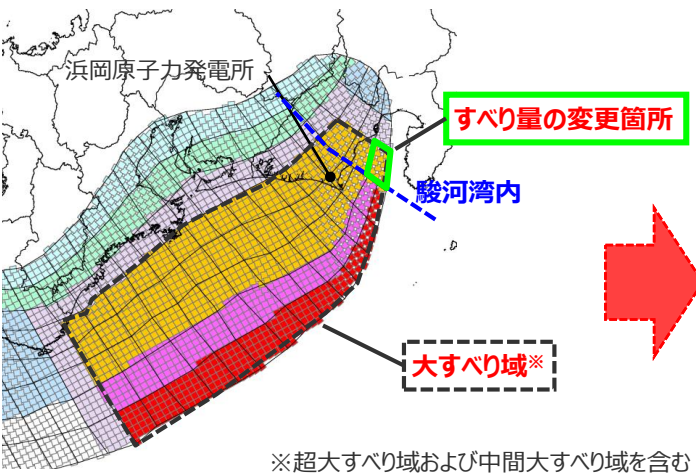 浜岡原子力発電所
すべり量の変更箇所
駿河湾内
大すべり域※
※超大すべり域および中間大すべり域を含む